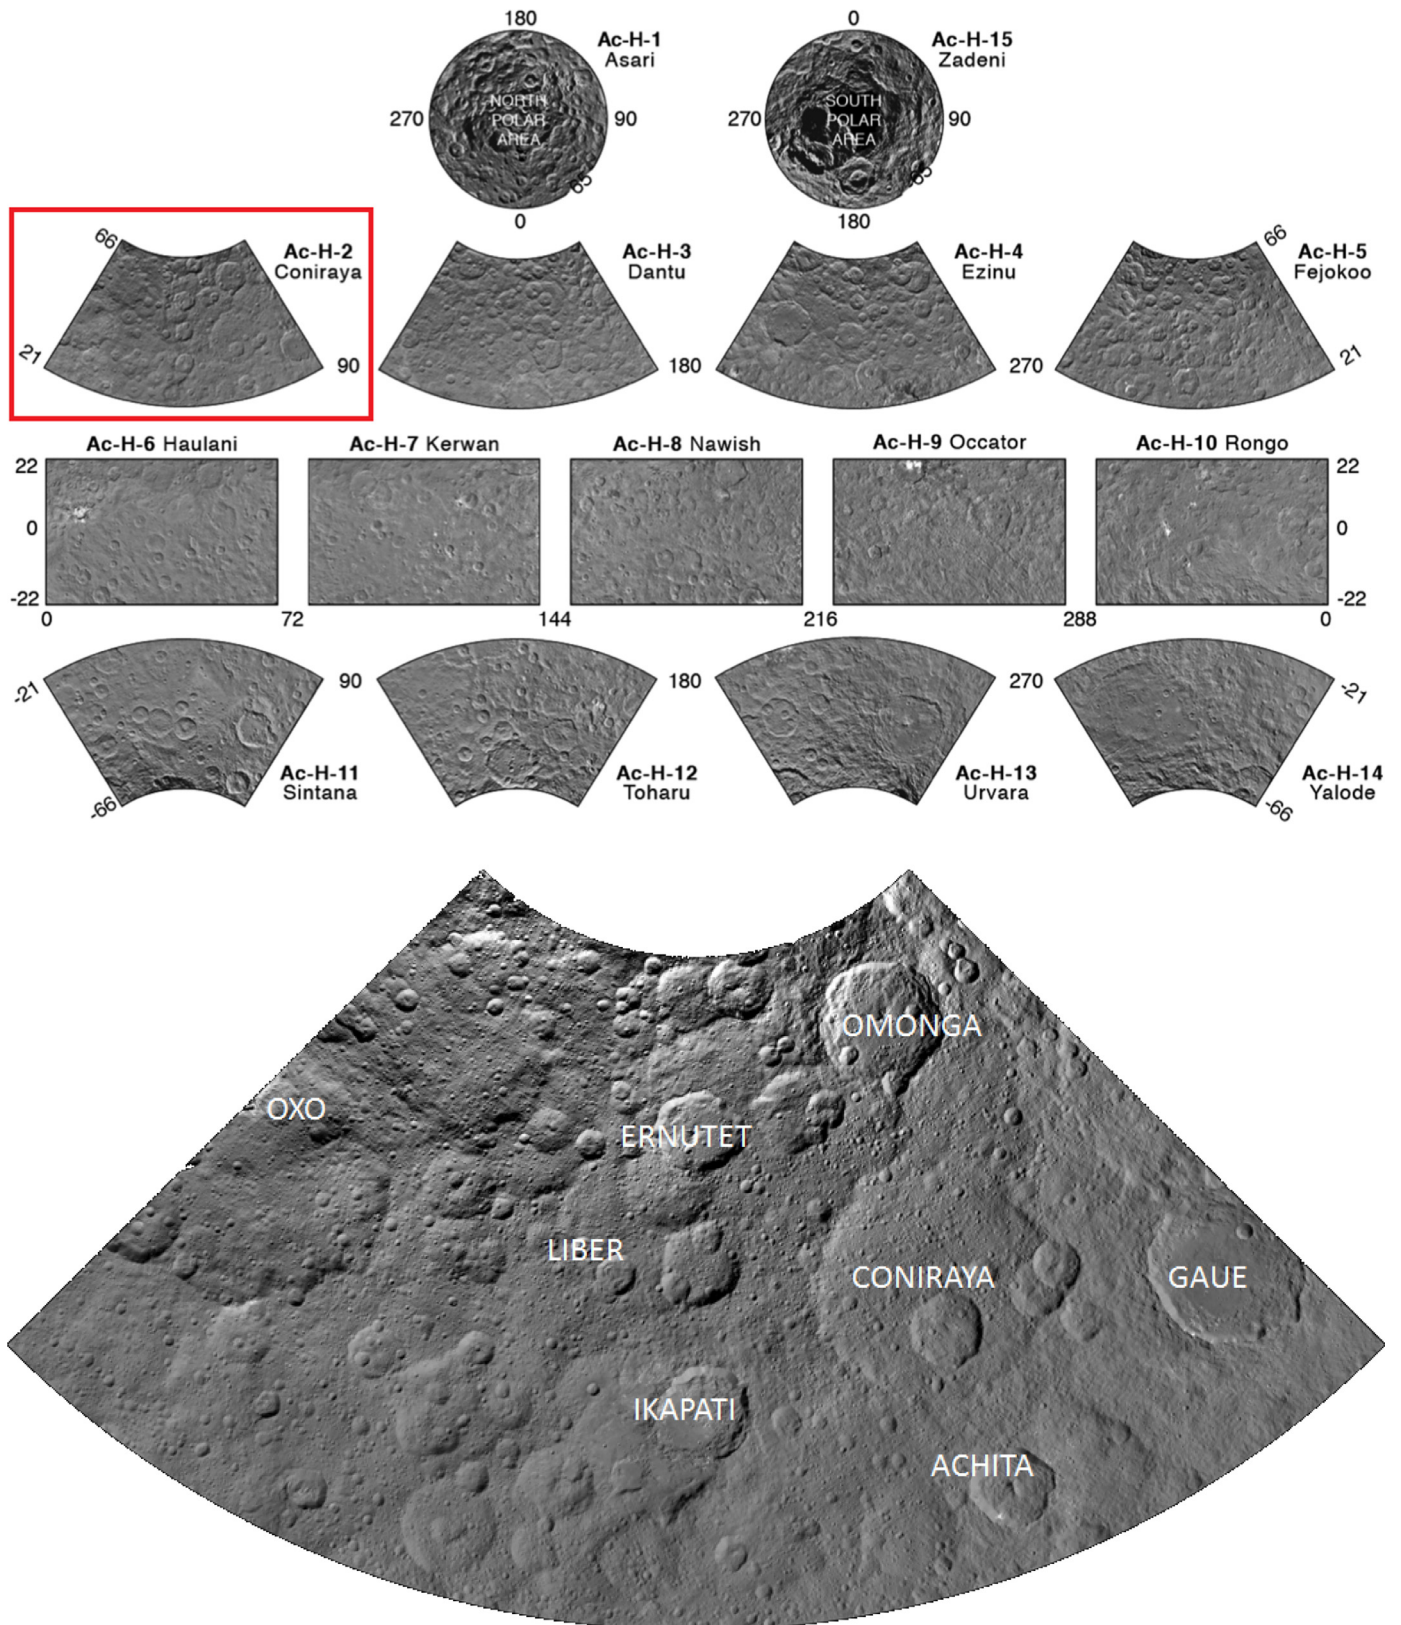 180
0
Ac-H-1
Asari
Ac-H-15
Zadeni
270
NORTH
POLAR
AREA
90
270
SOUTH
POLAR
AREA
90
65
-65
0
180
66
Ac-H-2
Coniraya
Ac-H-3
Dantu
Ac-H-4
Ezinu
66
Ac-H-5
Fejokoo
21
90
180
270
21
Ac-H-6 Haulani
Ac-H-7 Kerwan
Ac-H-8 Nawish
Ac-H-9 Occator
Ac-H-10 Rongo
22
22
0
0
-22
-22
0
72
144
216
288
0
-21
90
180
270
-21
Ac-H-11
Sintana
Ac-H-12
Toharu
Ac-H-13
Urvara
Ac-H-14
Yalode
-66
-66
OMONGA
OXO
ERNUTET
LIBER
CONIRAYA
GAUE
IKAPATI
ACHITA